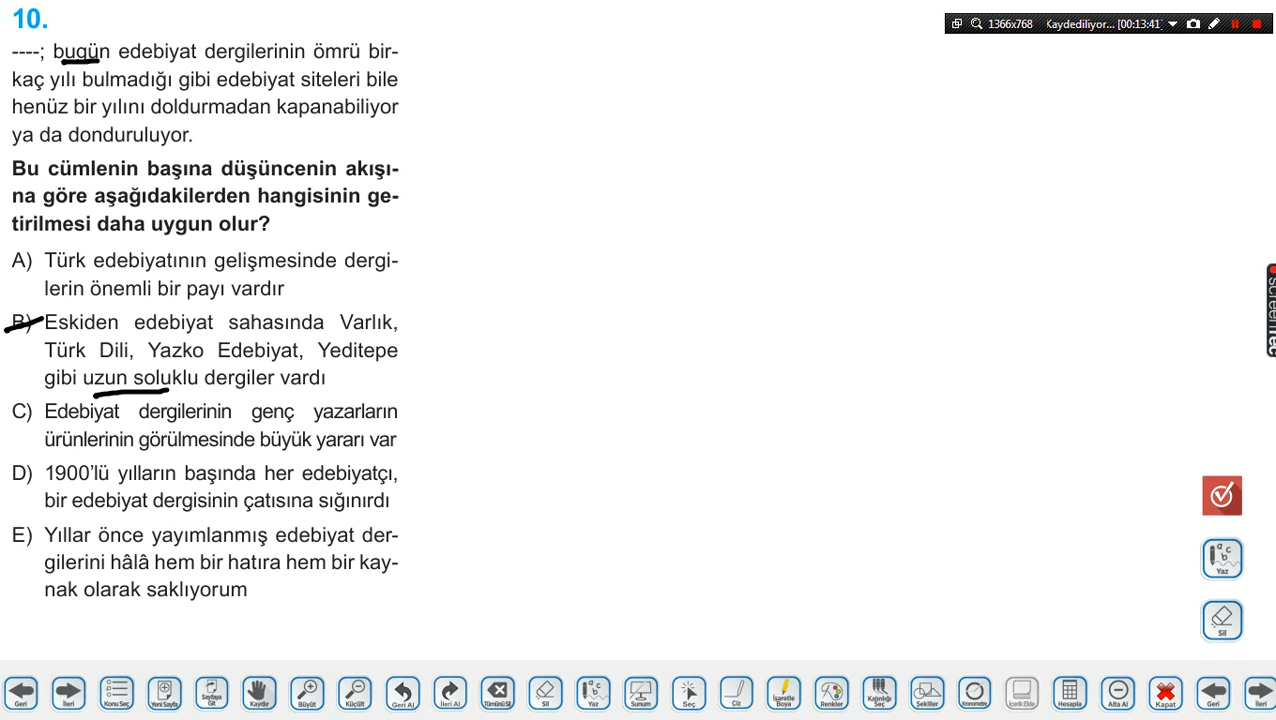 10.
1366x768 Kaydediliyor... [00:13:41]
----; bugün edebiyat dergilerinin ömrü bir-
kaç yılı bulmadığı gibi edebiyat siteleri bile
henüz bir yılını doldurmadan kapanabiliyor
ya da donduruluyor.
Bu cümlenin başına düşüncenin akışı-
na göre aşağıdakilerden hangisinin ge-
tirilmesi daha uygun olur?
A) Türk edebiyatının gelişmesinde dergi-
lerin önemli bir payı vardır
B) Eskiden edebiyat sahasında Varlık,
Türk Dili, Yazko Edebiyat, Yeditepe
gibi uzun soluklu dergiler vardı
C) Edebiyat dergilerinin genç yazarların
ürünlerinin görülmesinde büyük yararı var
D) 1900'lü yılların başında her edebiyatçı,
bir edebiyat dergisinin çatısına sığınırdı
E) Yıllar önce yayımlanmış edebiyat der-
gilerini hâlâ hem bir hatıra hem bir kay-
nak olarak saklıyorum
screenrec
a b c
Yaz
Sil
Geri İleri Konu Seç Yeni Sayfa Sayfaya Git Kaydır Büyüt Küçült Geri Al İleri Al Tümünü Sil Sil Yaz Sunum Seç Çiz İşaretle Boya Renkler Kalınlığı Seç Şekiller Kronometre İçerik Ekle Hesapla Alta Al Kapat Geri İleri